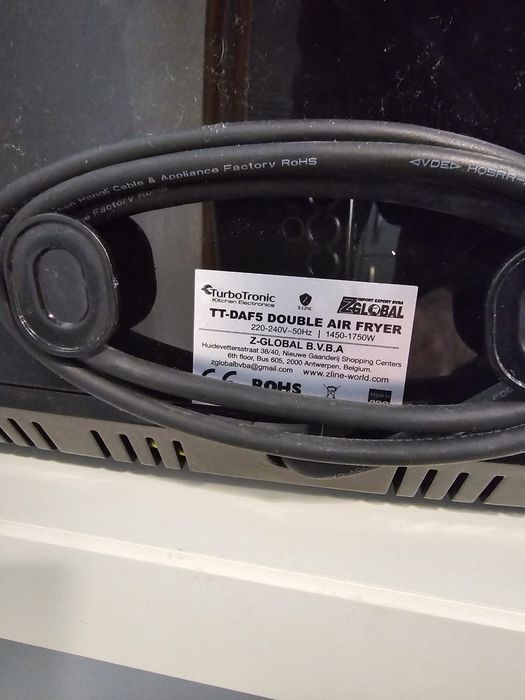 Cable & Appliance Factory RoHS
VDE
Factory
TurboTronic
Kitchen Electronics
Z-LINE
IMPORT EXPORT BVBA
ZGLOBAL
TT-DAF5 DOUBLE AIR FRYER
220-240V~50Hz | 1450-1750W
Z-GLOBAL B.V.B.A
Huidevettersstraat 38/40, Nieuwe Gaanderij Shopping Centers
6th floor, Bus 605, 2000 Antwerpen, Belgium.
zglobalbvba@gmail.com www.zline-world.com
CE ROHS
Made in